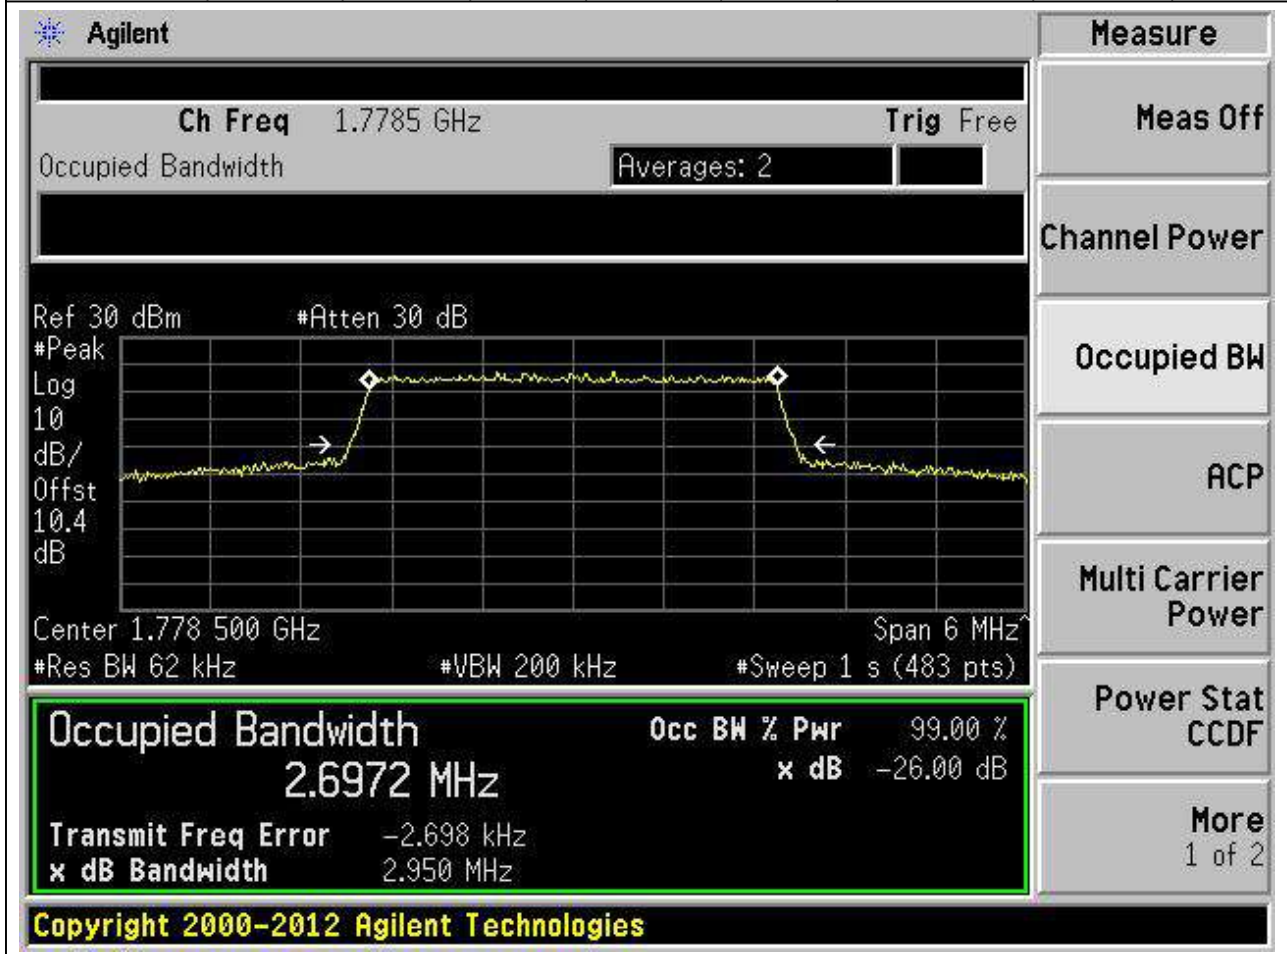 Agilent
Measure
Ch Freq 1.7785 GHz Trig Free
Occupied Bandwidth Averages: 2
Meas Off
Channel Power
Occupied BW
ACP
Multi Carrier
Power
Power Stat
CCDF
More
1 of 2
Ref 30 dBm #Atten 30 dB
#Peak
Log
10
dB/
Offst
10.4
dB
Center 1.778 500 GHz Span 6 MHz^
#Res BW 62 kHz #VBW 200 kHz #Sweep 1 s (483 pts)
Occupied Bandwidth Occ BW % Pwr 99.00 %
2.6972 MHz x dB -26.00 dB
Transmit Freq Error -2.698 kHz
x dB Bandwidth 2.950 MHz
Copyright 2000-2012 Agilent Technologies